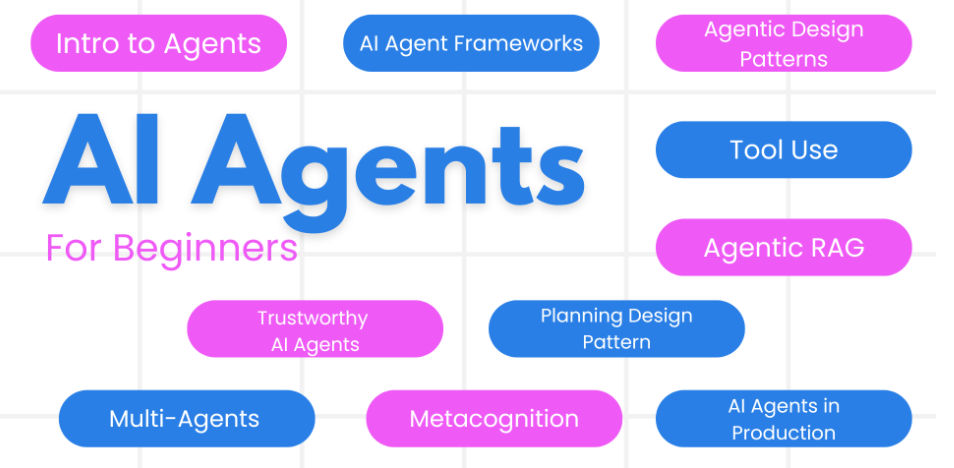 Intro to Agents
AI Agent Frameworks
Agentic Design
Patterns
AI Agents
For Beginners
Tool Use
Agentic RAG
Trustworthy
AI Agents
Planning Design
Pattern
Multi-Agents
Metacognition
AI Agents in
Production